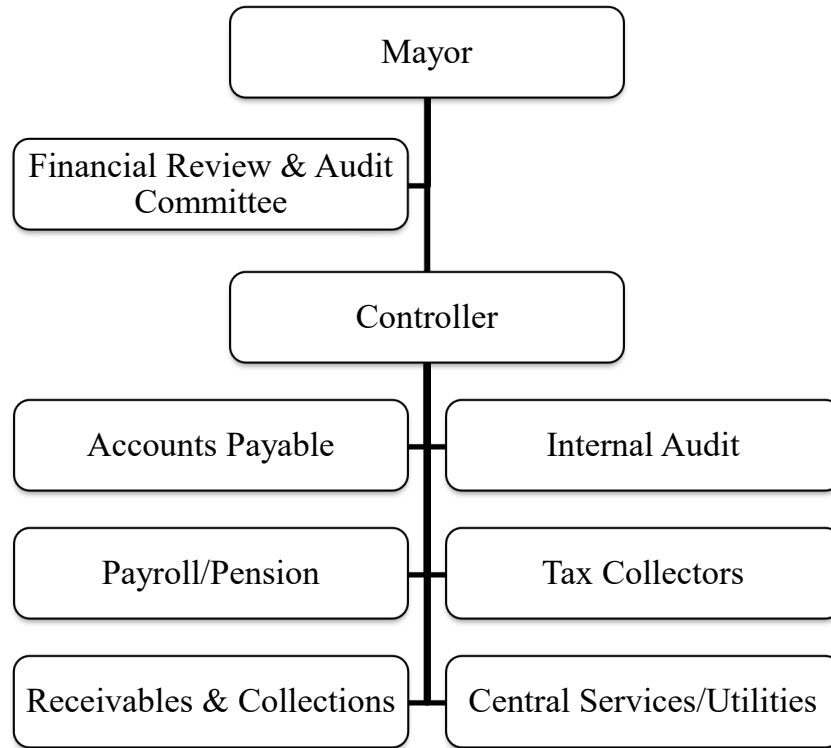 Mayor
Financial Review & Audit
Committee
Controller
Accounts Payable
Internal Audit
Payroll/Pension
Tax Collectors
Receivables & Collections
Central Services/Utilities